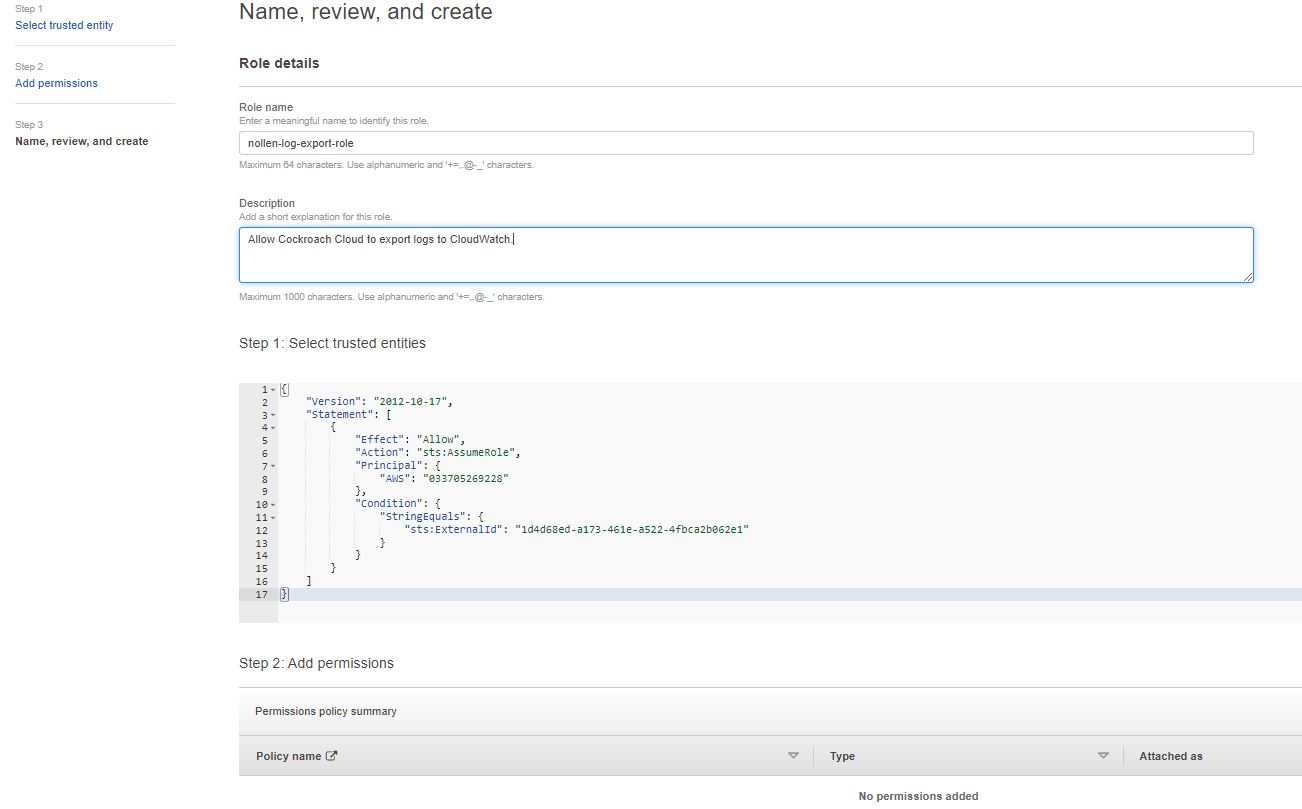 Step 1
Select trusted entity
Step 2
Add permissions
Step 3
Name, review, and create
Name, review, and create
Role details
Role name
Enter a meaningful name to identify this role.
nollen-log-export-role
Maximum 64 characters. Use alphanumeric and '+=,.@-_' characters.
Description
Add a short explanation for this role.
Allow Cockroach Cloud to export logs to CloudWatch.
Maximum 1000 characters. Use alphanumeric and '+=,.@-_' characters.
Step 1: Select trusted entities
1 {
2 "Version": "2012-10-17",
3 "Statement": [
4 {
5 "Effect": "Allow",
6 "Action": "sts:AssumeRole",
7 "Principal": {
8 "AWS": "033705269228"
9 },
10 "Condition": {
11 "StringEquals": {
12 "sts:ExternalId": "1d4d68ed-a173-461e-a522-4fbca2b062e1"
13 }
14 }
15 }
16 ]
17 }
Step 2: Add permissions
Permissions policy summary
Policy name Type Attached as
No permissions added